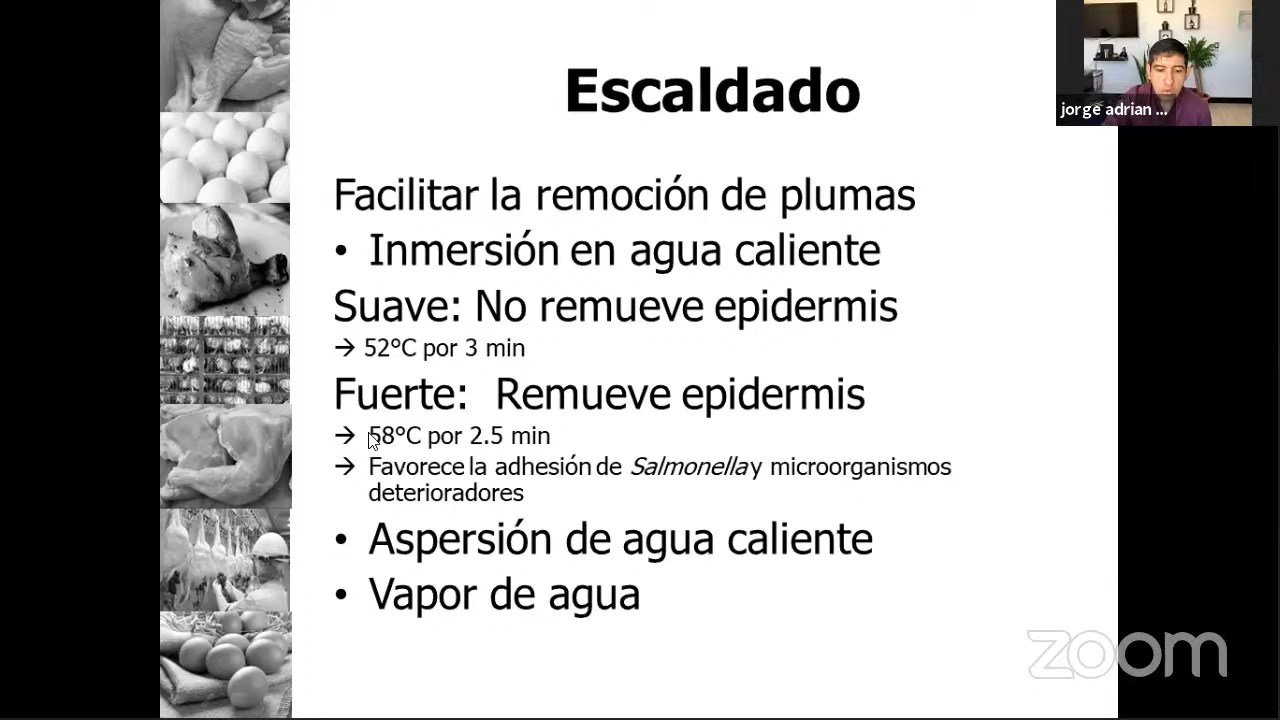 Escaldado
jorge adrian ...
Facilitar la remoción de plumas
• Inmersión en agua caliente
Suave: No remueve epidermis
→ 52°C por 3 min
Fuerte: Remueve epidermis
→ 58°C por 2.5 min
→ Favorece la adhesión de Salmonella y microorganismos
deterioradores
• Aspersión de agua caliente
• Vapor de agua
zoom